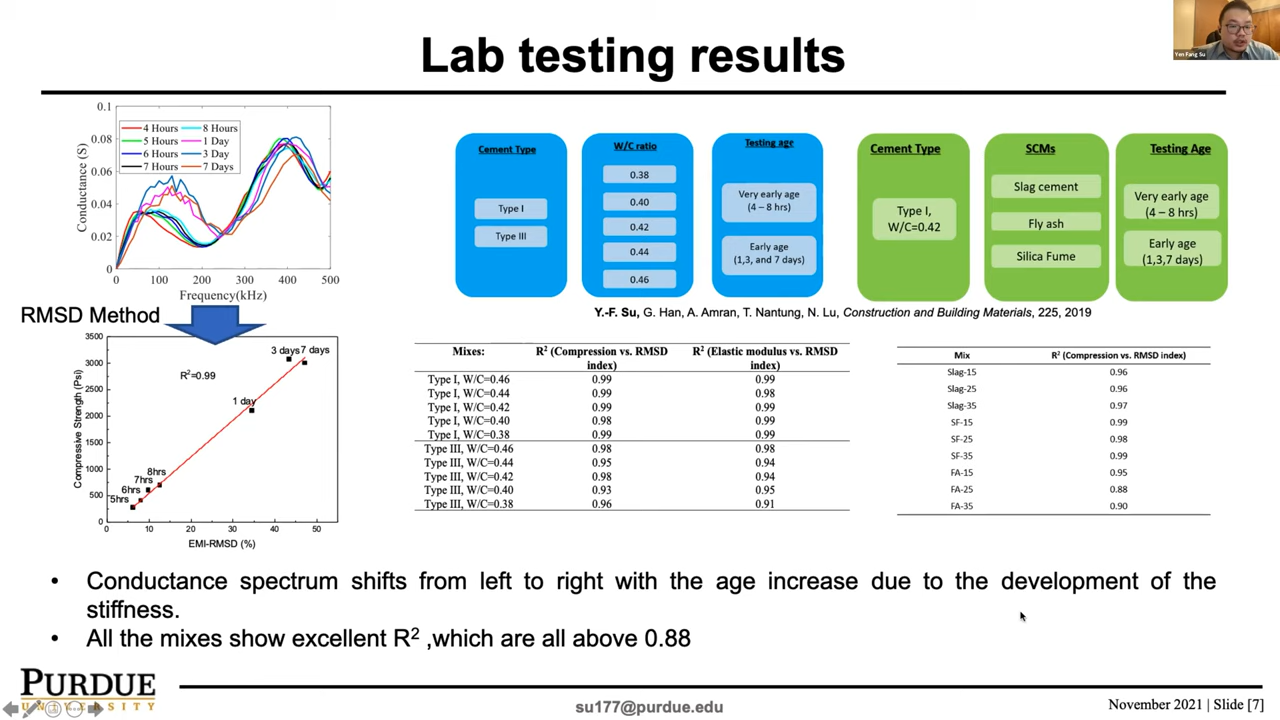 Lab testing results
Yen Fang Su
0.1
0.08
0.06
0.04
0.02
0
Conductance (S)
4 Hours 8 Hours
5 Hours 1 Day
6 Hours 3 Day
7 Hours 7 Days
0 100 200 300 400 500
Frequency(kHz)
RMSD Method
3500
3000
2500
2000
1500
1000
500
0
Compressive Strength (Psi)
R²=0.99
3 days 7 days
1 day
8hrs
7hrs
6hrs
5hrs
0 10 20 30 40 50
EMI-RMSD (%)
Cement Type
Type I
Type III
W/C ratio
0.38
0.40
0.42
0.44
0.46
Testing age
Very early age
(4 – 8 hrs)
Early age
(1,3, and 7 days)
Cement Type
Type I,
W/C=0.42
SCMs
Slag cement
Fly ash
Silica Fume
Testing Age
Very early age
(4 – 8 hrs)
Early age
(1,3,7 days)
Y.-F. Su, G. Han, A. Amran, T. Nantung, N. Lu, Construction and Building Materials, 225, 2019
Mixes: R² (Compression vs. RMSD index) R² (Elastic modulus vs. RMSD index)
Type I, W/C=0.46 0.99 0.99
Type I, W/C=0.44 0.99 0.98
Type I, W/C=0.42 0.99 0.99
Type I, W/C=0.40 0.98 0.99
Type I, W/C=0.38 0.99 0.99
Type III, W/C=0.46 0.98 0.98
Type III, W/C=0.44 0.95 0.94
Type III, W/C=0.42 0.98 0.94
Type III, W/C=0.40 0.93 0.95
Type III, W/C=0.38 0.96 0.91
Mix R² (Compression vs. RMSD index)
Slag-15 0.96
Slag-25 0.96
Slag-35 0.97
SF-15 0.99
SF-25 0.98
SF-35 0.99
FA-15 0.95
FA-25 0.88
FA-35 0.90
• Conductance spectrum shifts from left to right with the age increase due to the development of the
stiffness.
• All the mixes show excellent R² ,which are all above 0.88
PURDUE
UNIVERSITY
su177@purdue.edu
November 2021 | Slide [7]